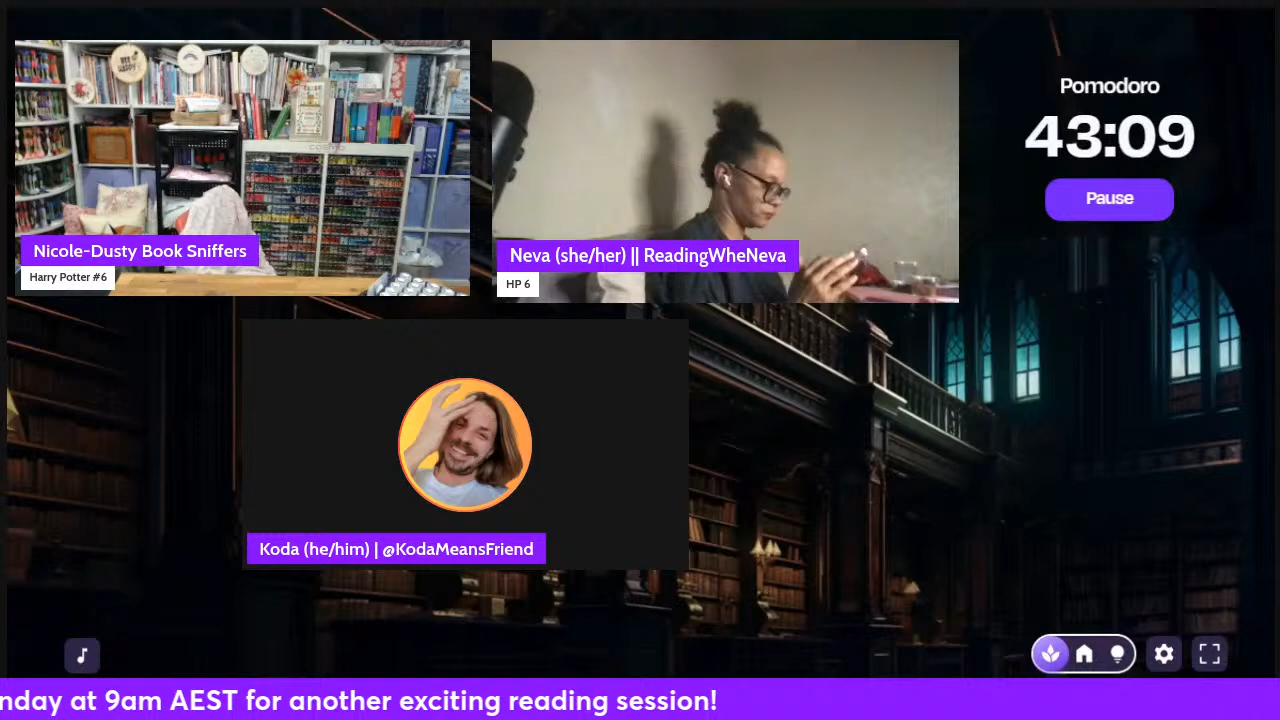 Pomodoro
43:09
Pause
Nicole-Dusty Book Sniffers
Harry Potter #6
Neva (she/her) || ReadingWheNeva
HP 6
Koda (he/him) | @KodaMeansFriend
nday at 9am AEST for another exciting reading session!